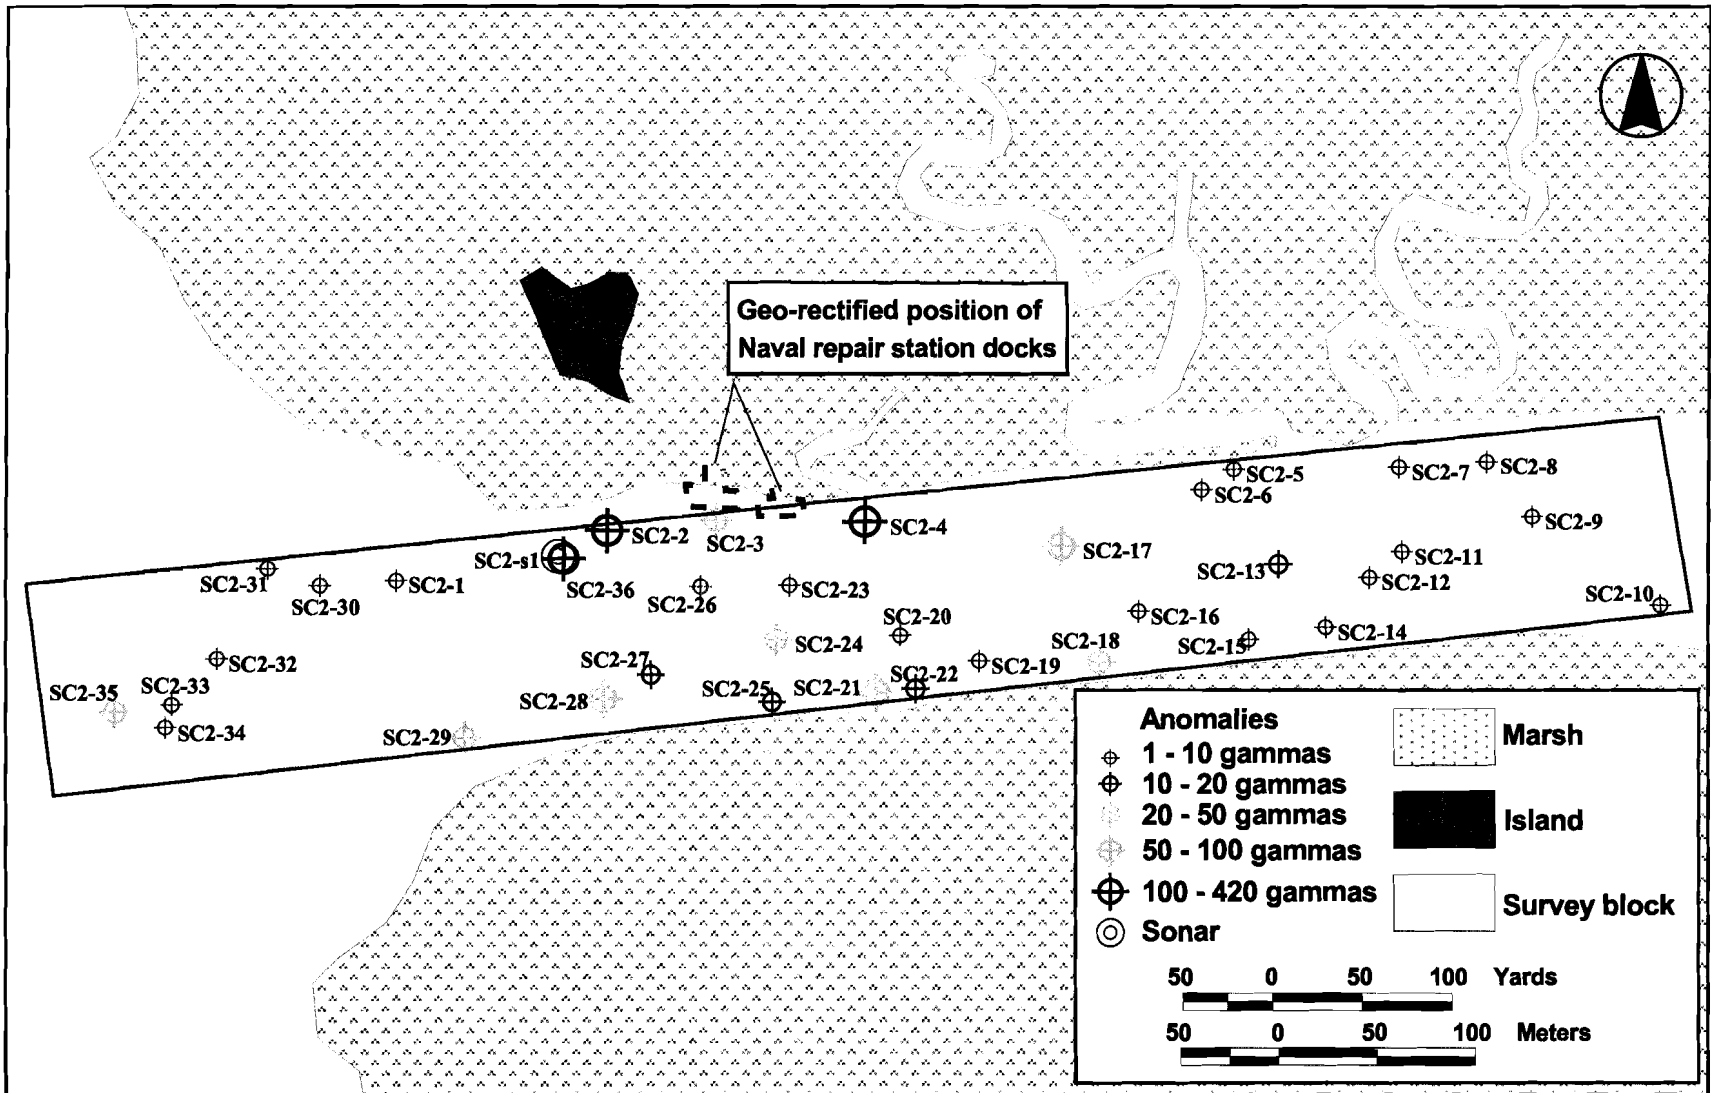 Geo-rectified position of
Naval repair station docks
SC2-5
SC2-7
SC2-8
SC2-6
SC2-9
SC2-4
SC2-2
SC2-3
SC2-17
SC2-s1
SC2-11
SC2-13
SC2-12
SC2-31
SC2-30
SC2-1
SC2-36
SC2-26
SC2-23
SC2-10
SC2-20
SC2-16
SC2-14
SC2-24
SC2-18
SC2-15
SC2-32
SC2-27
SC2-19
SC2-22
SC2-35
SC2-33
SC2-28
SC2-25
SC2-21
SC2-34
SC2-29
Anomalies
1 - 10 gammas
10 - 20 gammas
20 - 50 gammas
50 - 100 gammas
100 - 420 gammas
Sonar
Marsh
Island
Survey block
50 0 50 100 Yards
50 0 50 100 Meters